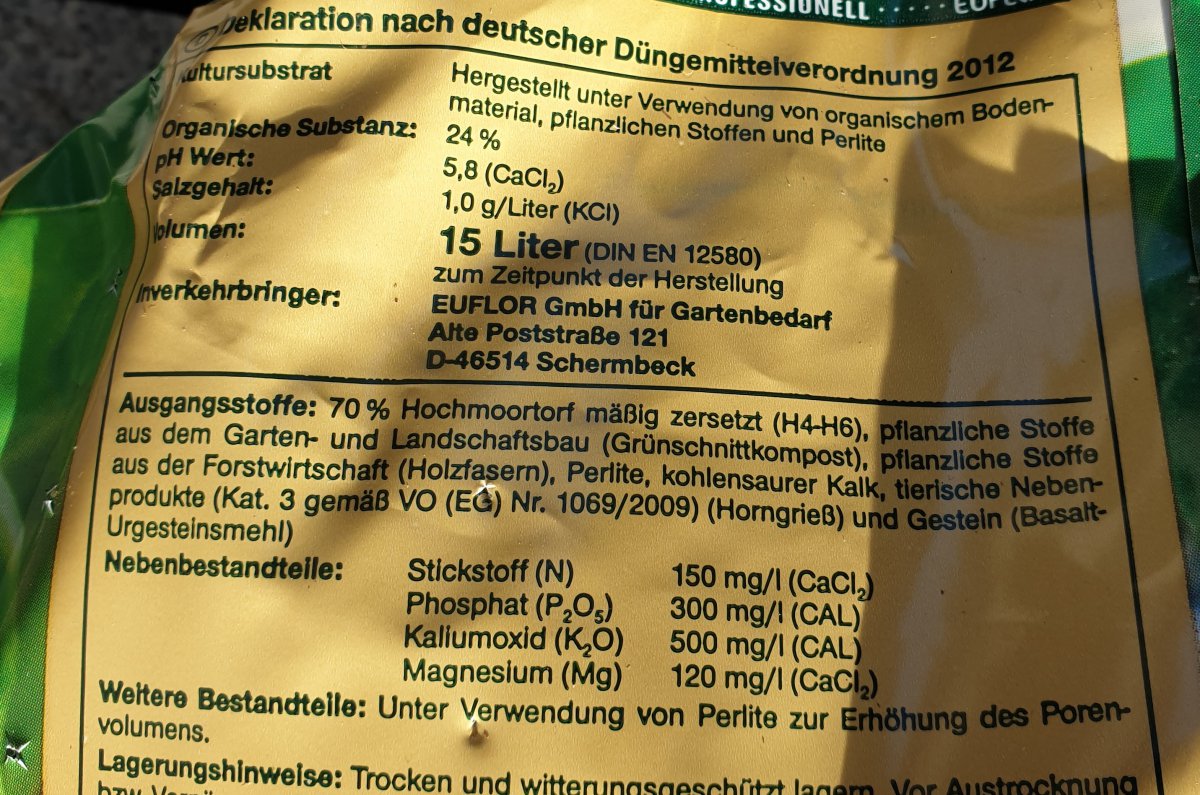 PROFESSIONELL ·····
Deklaration nach deutscher Düngemittelverordnung 2012
Kultursubstrat Hergestellt unter Verwendung von organischem Boden-
material, pflanzlichen Stoffen und Perlite
Organische Substanz: 24 %
pH Wert: 5,8 (CaCl₂)
Salzgehalt: 1,0 g/Liter (KCl)
Volumen: 15 Liter (DIN EN 12580)
zum Zeitpunkt der Herstellung
Inverkehrbringer: EUFLOR GmbH für Gartenbedarf
Alte Poststraße 121
D-46514 Schermbeck
Ausgangsstoffe: 70 % Hochmoortorf mäßig zersetzt (H4-H6), pflanzliche Stoffe
aus dem Garten- und Landschaftsbau (Grünschnittkompost), pflanzliche Stoffe
aus der Forstwirtschaft (Holzfasern), Perlite, kohlensaurer Kalk, tierische Neben-
produkte (Kat. 3 gemäß VO (EG) Nr. 1069/2009) (Horngrieß) und Gestein (Basalt-
Urgesteinsmehl)
Nebenbestandteile: Stickstoff (N) 150 mg/l (CaCl₂)
Phosphat (P₂O₅) 300 mg/l (CAL)
Kaliumoxid (K₂O) 500 mg/l (CAL)
Magnesium (Mg) 120 mg/l (CaCl₂)
Weitere Bestandteile: Unter Verwendung von Perlite zur Erhöhung des Poren-
volumens.
Lagerungshinweise: Trocken und witterungsgeschützt lagern. Vor Austrocknung
bzw.